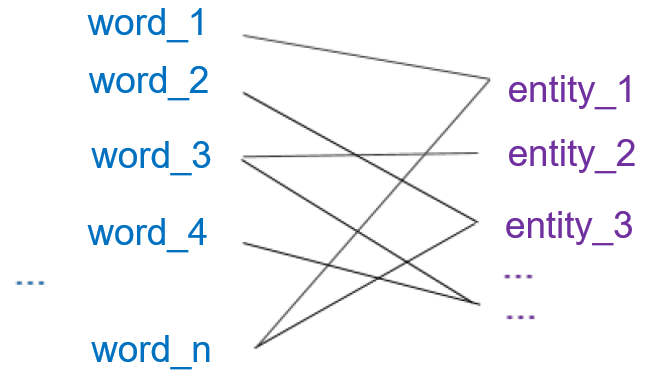 word_1
word_2
entity_1
word_3
entity_2
word_4
entity_3
...
...
...
word_n